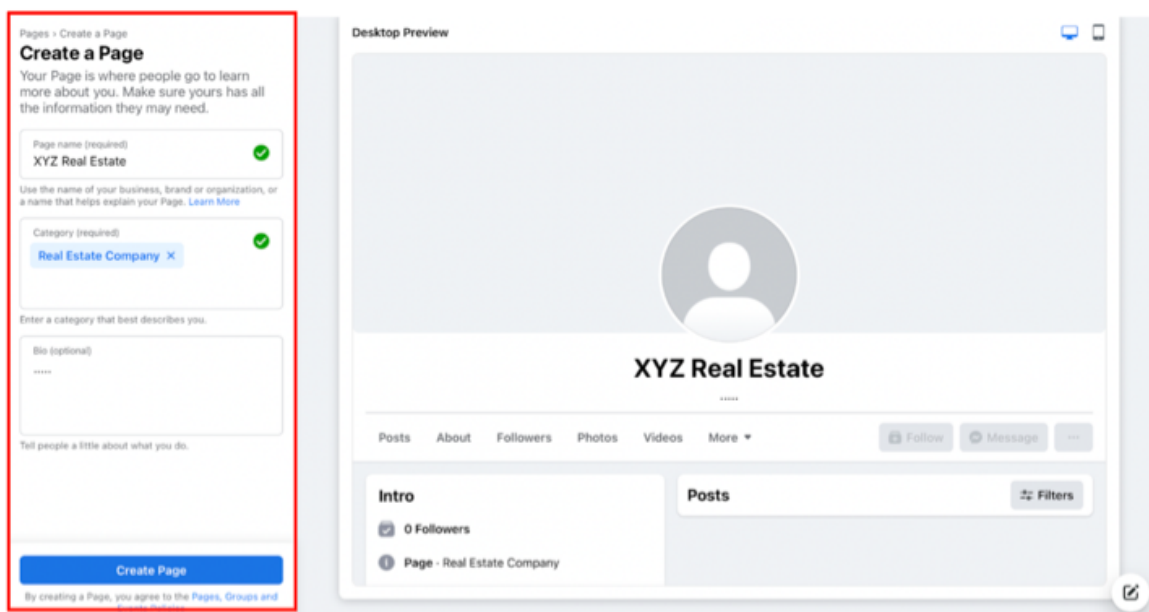 Pages › Create a Page
Create a Page
Your Page is where people go to learn
more about you. Make sure yours has all
the information they may need.
Page name (required)
XYZ Real Estate
Use the name of your business, brand or organization, or
a name that helps explain your Page. Learn More
Category (required)
Real Estate Company ×
Enter a category that best describes you.
Bio (optional)
.....
Tell people a little about what you do.
Create Page
By creating a Page, you agree to the Pages, Groups and
Events Policies
Desktop Preview
XYZ Real Estate
.....
Posts About Followers Photos Videos More
Follow Message ...
Intro
0 Followers
Page · Real Estate Company
Posts
Filters